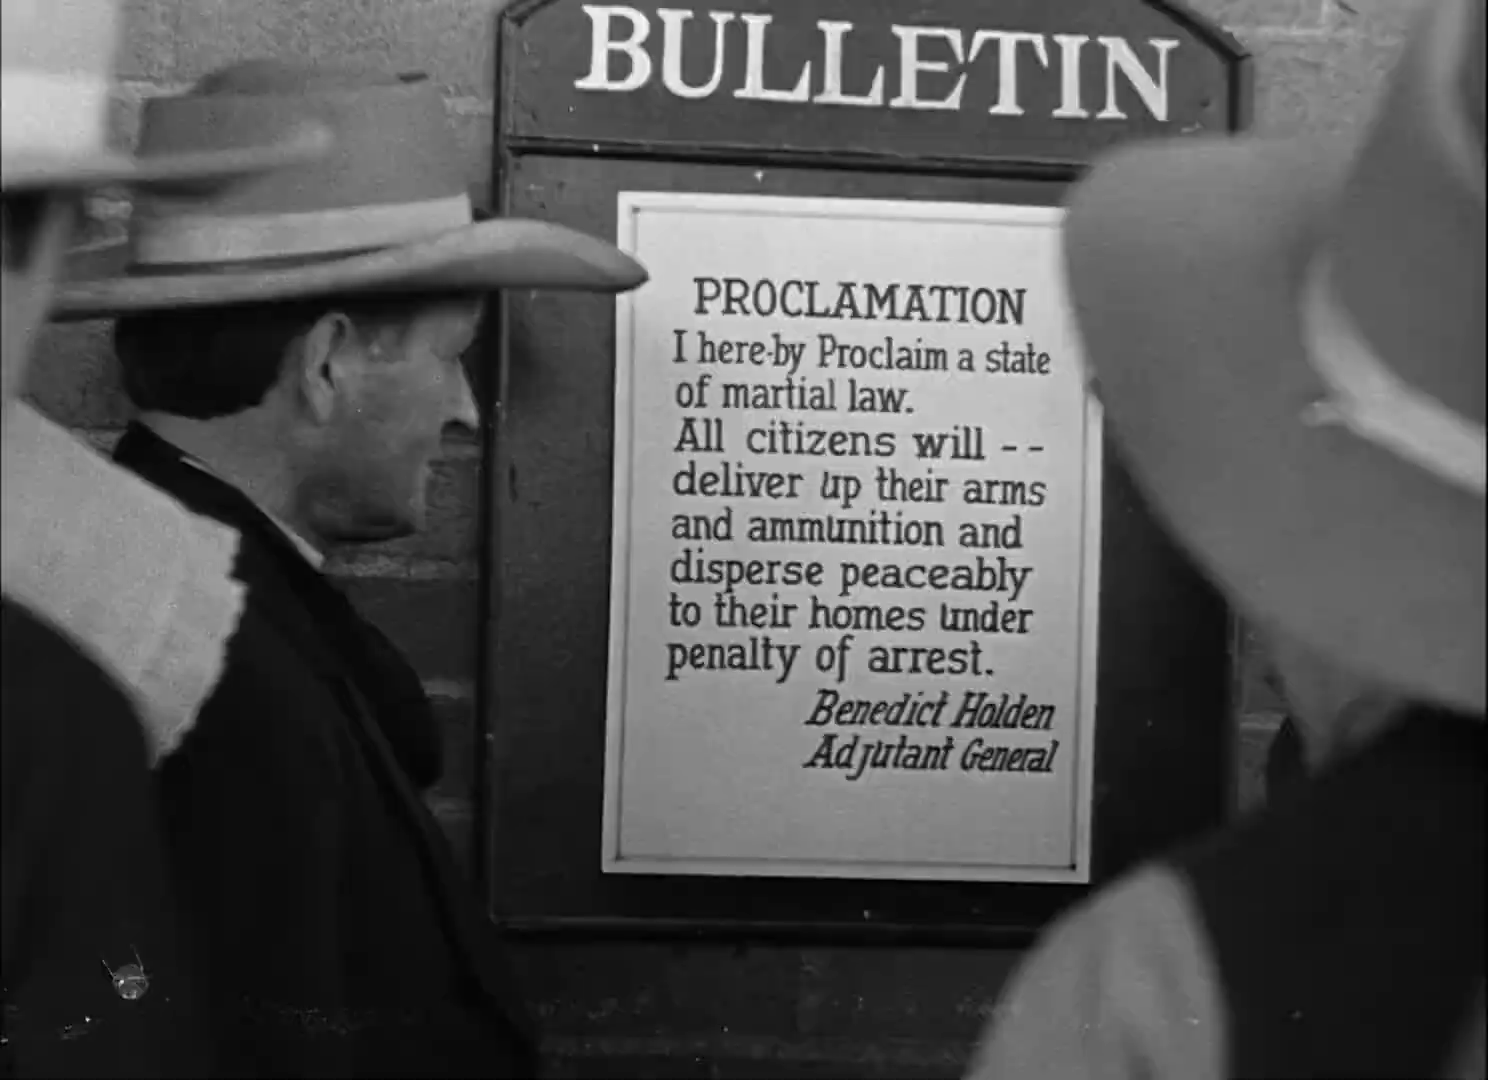 BULLETIN
PROCLAMATION
I here-by Proclaim a state
of martial law.
All citizens will --
deliver up their arms
and ammunition and
disperse peaceably
to their homes under
penalty of arrest.
Benedict Holden
Adjutant General